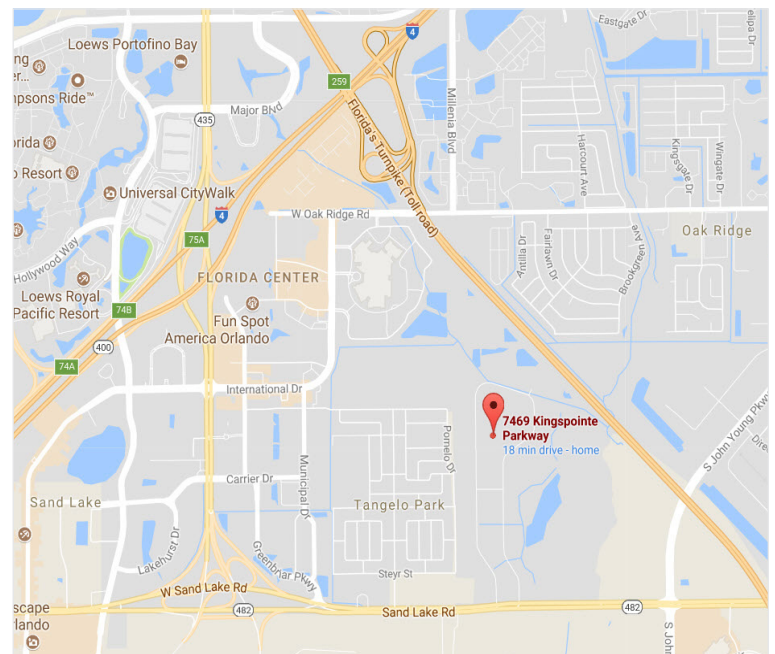 Loews Portofino Bay
4
Eastgate Dr
259
435
Major Blvd
Florida's Turnpike (Toll road)
Millenia Blvd
Harcourt Ave
Kingsgate Dr
Wingate Dr
Resort
Universal CityWalk
4
75A
W Oak Ridge Rd
Oak Ridge
Antilla Dr
Fairlawn Dr
Brookgreen Ave
Hollywood Way
Loews Royal
Pacific Resort
74B
FLORIDA CENTER
Fun Spot
America Orlando
400
74A
International Dr
7469 Kingspointe
Parkway
18 min drive - home
S John Young Pkwy
Pomelo Dr
Carrier Dr
Municipal Dr
Sand Lake
Tangelo Park
Lakehurst Dr
Greenbriar Pkwy
Steyr St
W Sand Lake Rd
482
Sand Lake Rd
482